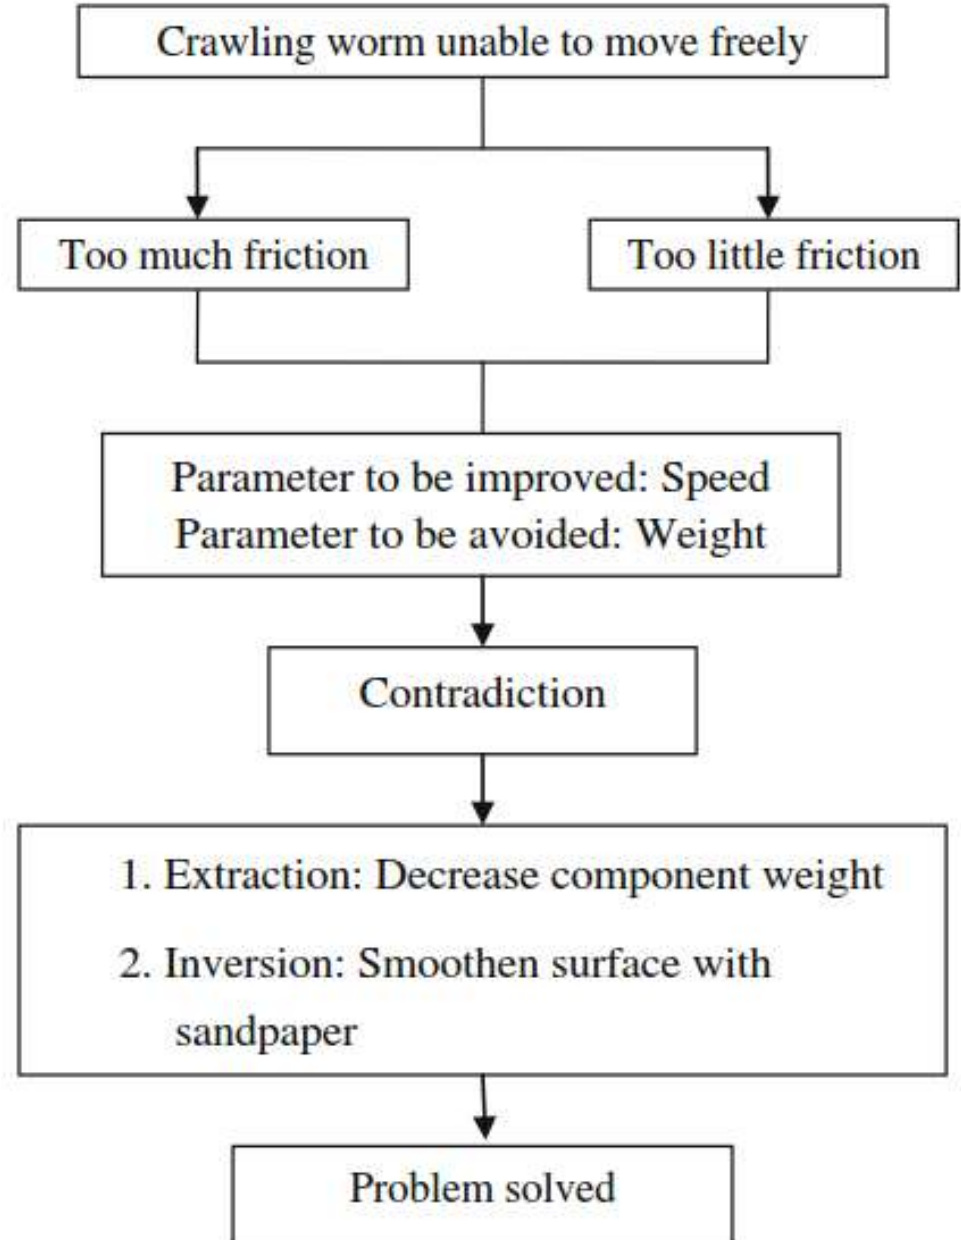 Crawling worm unable to move freely
Too much friction
Too little friction
Parameter to be improved: Speed
Parameter to be avoided: Weight
Contradiction
1. Extraction: Decrease component weight
2. Inversion: Smoothen surface with
sandpaper
Problem solved